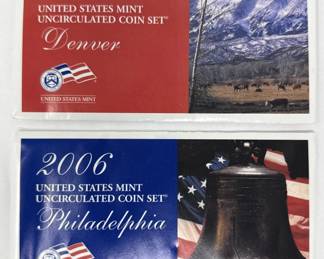 UNITED STATES MINT
UNCIRCULATED COIN SET®
Denver
UNITED STATES MINT
2006
UNITED STATES MINT
UNCIRCULATED COIN SET®
Philadelphia